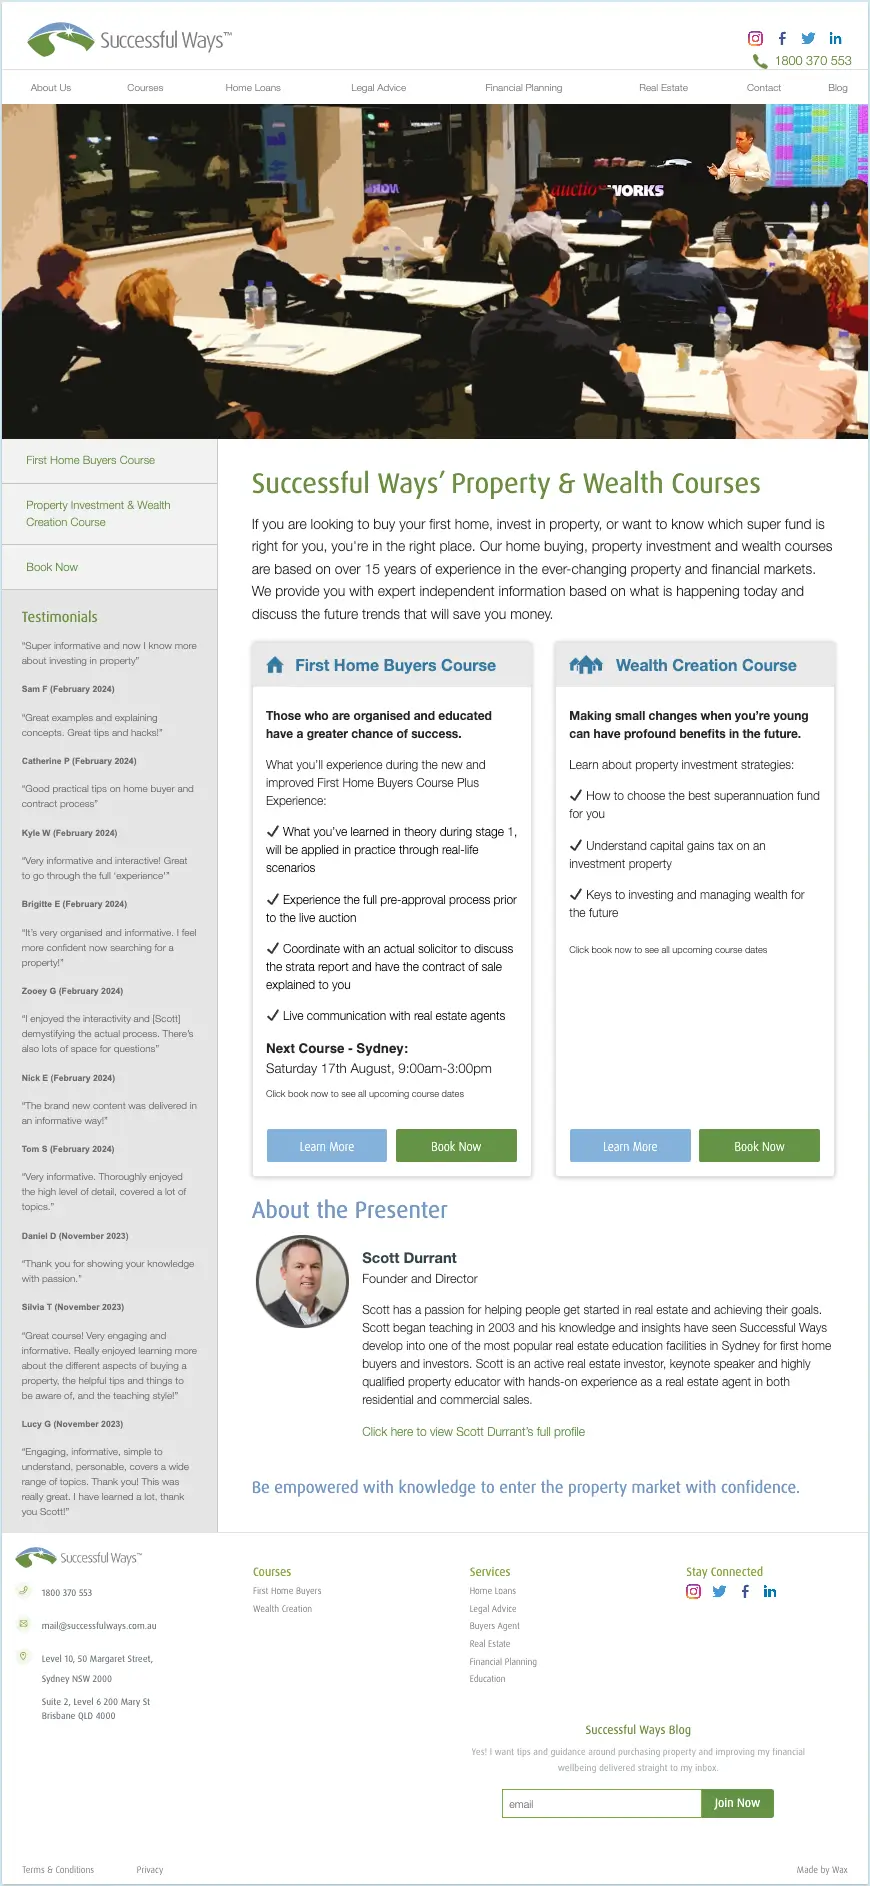 Successful Ways™
1800 370 553
About Us
Courses
Home Loans
Legal Advice
Financial Planning
Real Estate
Contact
Blog
auctionWORKS
First Home Buyers Course
Property Investment & Wealth
Creation Course
Book Now
Testimonials
“Super informative and now I know more
about investing in property”
Sam F (February 2024)
“Great examples and explaining
concepts. Great tips and hacks!”
Catherine P (February 2024)
“Good practical tips on home buyer and
contract process”
Kyle W (February 2024)
“Very informative and interactive! Great
to go through the full ‘experience’”
Brigitte E (February 2024)
“It’s very organised and informative. I feel
more confident now searching for a
property!”
Zooey G (February 2024)
“I enjoyed the interactivity and [Scott]
demystifying the actual process. There’s
also lots of space for questions”
Nick E (February 2024)
“The brand new content was delivered in
an informative way!”
Tom S (February 2024)
“Very informative. Thoroughly enjoyed
the high level of detail, covered a lot of
topics.”
Daniel D (November 2023)
“Thank you for showing your knowledge
with passion.”
Silvia T (November 2023)
“Great course! Very engaging and
informative. Really enjoyed learning more
about the different aspects of buying a
property, the helpful tips and things to
be aware of, and the teaching style!”
Lucy G (November 2023)
“Engaging, informative, simple to
understand, personable, covers a wide
range of topics. Thank you! This was
really great. I have learned a lot, thank
you Scott!”
Successful Ways’ Property & Wealth Courses
If you are looking to buy your first home, invest in property, or want to know which super fund is
right for you, you’re in the right place. Our home buying, property investment and wealth courses
are based on over 15 years of experience in the ever-changing property and financial markets.
We provide you with expert independent information based on what is happening today and
discuss the future trends that will save you money.
First Home Buyers Course
Those who are organised and educated
have a greater chance of success.
What you’ll experience during the new and
improved First Home Buyers Course Plus
Experience:
✓ What you’ve learned in theory during stage 1,
will be applied in practice through real-life
scenarios
✓ Experience the full pre-approval process prior
to the live auction
✓ Coordinate with an actual solicitor to discuss
the strata report and have the contract of sale
explained to you
✓ Live communication with real estate agents
Next Course - Sydney:
Saturday 17th August, 9:00am-3:00pm
Click book now to see all upcoming course dates
Learn More
Book Now
Wealth Creation Course
Making small changes when you’re young
can have profound benefits in the future.
Learn about property investment strategies:
✓ How to choose the best superannuation fund
for you
✓ Understand capital gains tax on an
investment property
✓ Keys to investing and managing wealth for
the future
Click book now to see all upcoming course dates
Learn More
Book Now
About the Presenter
Scott Durrant
Founder and Director
Scott has a passion for helping people get started in real estate and achieving their goals.
Scott began teaching in 2003 and his knowledge and insights have seen Successful Ways
develop into one of the most popular real estate education facilities in Sydney for first home
buyers and investors. Scott is an active real estate investor, keynote speaker and highly
qualified property educator with hands-on experience as a real estate agent in both
residential and commercial sales.
Click here to view Scott Durrant’s full profile
Be empowered with knowledge to enter the property market with confidence.
Successful Ways™
1800 370 553
mail@successfulways.com.au
Level 10, 50 Margaret Street,
Sydney NSW 2000
Suite 2, Level 6 200 Mary St
Brisbane QLD 4000
Courses
First Home Buyers
Wealth Creation
Services
Home Loans
Legal Advice
Buyers Agent
Real Estate
Financial Planning
Education
Stay Connected
Successful Ways Blog
Yes! I want tips and guidance around purchasing property and improving my financial
wellbeing delivered straight to my inbox.
email
Join Now
Terms & Conditions
Privacy
Made by Wax